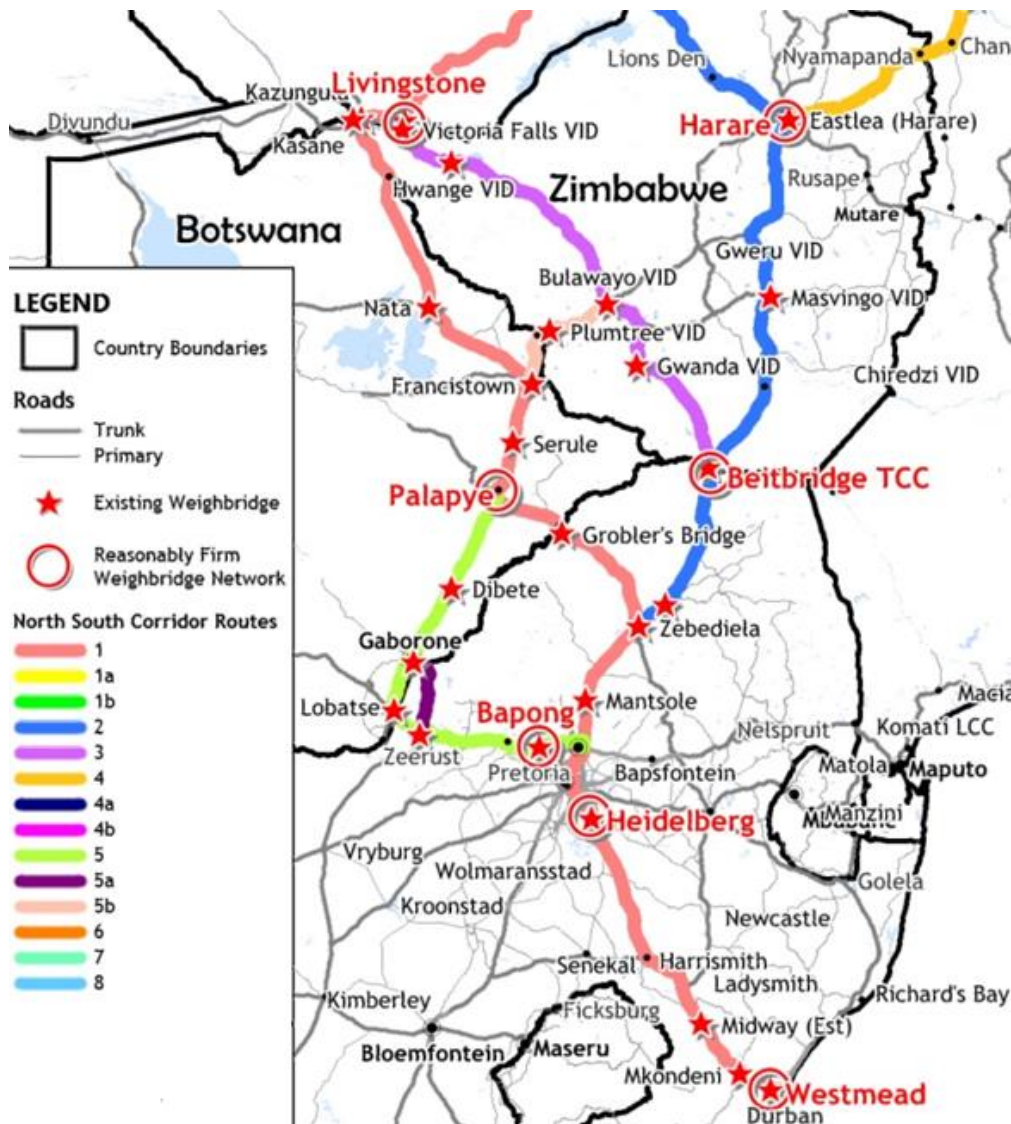 Lions Den
Nyamapanda
Chan
Livingstone
Kazungula
Divundu
Victoria Falls VID
Harare
Eastlea (Harare)
Kasane
Hwange VID
Zimbabwe
Rusape
Mutare
Botswana
Gweru VID
Bulawayo VID
Masvingo VID
Nata
Plumtree VID
Gwanda VID
Francistown
Chiredzi VID
Serule
Palapye
Beitbridge TCC
Grobler's Bridge
Dibete
Zebediela
Gaborone
Lobatse
Mantsole
Bapong
Zeerust
Nelspruit
Macia
Komati LCC
Pretoria
Bapsfontein
Matola
Maputo
Manzini
Heidelberg
Vryburg
Wolmaransstad
Golela
Kroonstad
Newcastle
Senekal
Harrismith
Ladysmith
Kimberley
Ficksburg
Richard's Bay
Midway (Est)
Bloemfontein
Maseru
Mkondeni
Westmead
Durban
LEGEND
Country Boundaries
Roads
Trunk
Primary
Existing Weighbridge
Reasonably Firm
Weighbridge Network
North South Corridor Routes
1
1a
1b
2
3
4
4a
4b
5
5a
5b
6
7
8